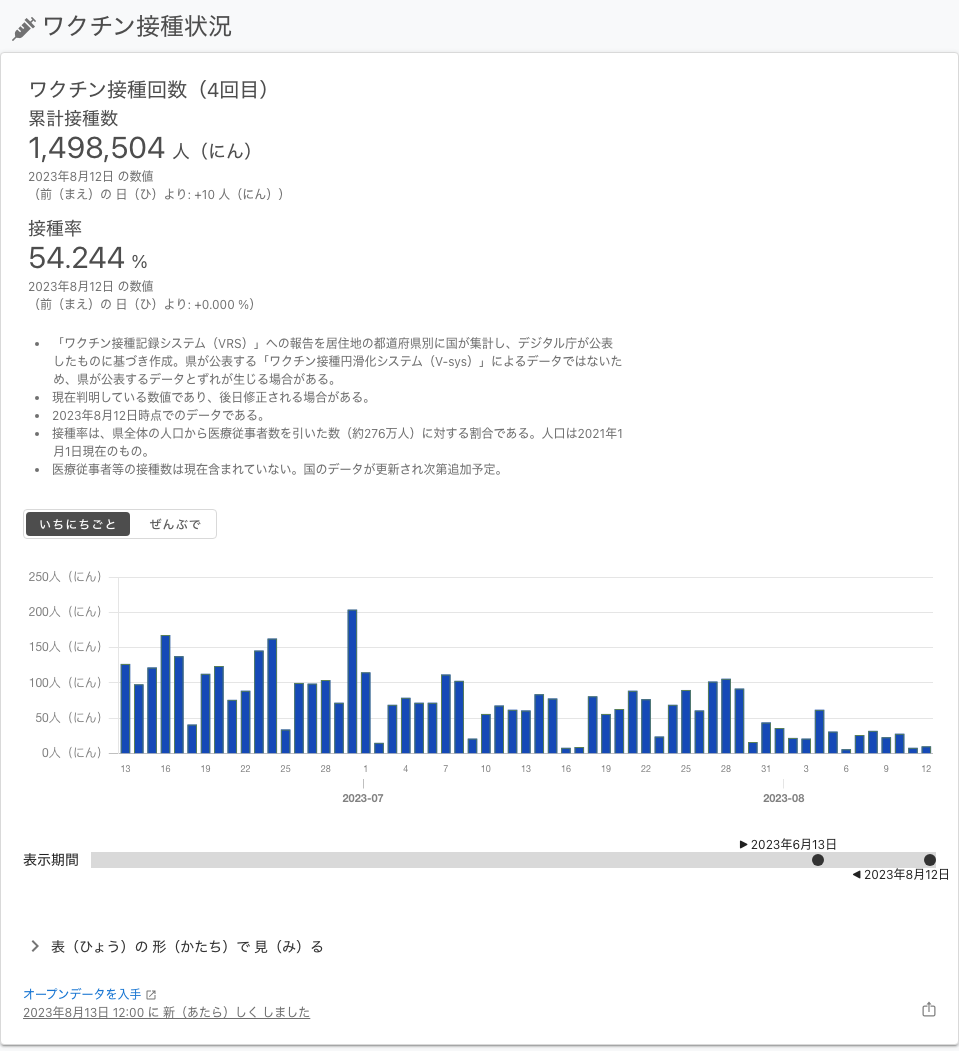 ワクチン接種状況
ワクチン接種回数（4回目）
累計接種数
1,498,504 人（にん）
2023年8月12日 の数値
（前（まえ）の 日（ひ）より: +10 人（にん））
接種率
54.244 %
2023年8月12日 の数値
（前（まえ）の 日（ひ）より: +0.000 %）
• 「ワクチン接種記録システム（VRS）」への報告を居住地の都道府県別に国が集計し、デジタル庁が公表
したものに基づき作成。県が公表する「ワクチン接種円滑化システム（V-sys）」によるデータではないた
め、県が公表するデータとずれが生じる場合がある。
• 現在判明している数値であり、後日修正される場合がある。
• 2023年8月12日時点でのデータである。
• 接種率は、県全体の人口から医療従事者数を引いた数（約276万人）に対する割合である。人口は2021年1
月1日現在のもの。
• 医療従事者等の接種数は現在含まれていない。国のデータが更新され次第追加予定。
いちにちごと ぜんぶで
250人（にん）
200人（にん）
150人（にん）
100人（にん）
50人（にん）
0人（にん）
13 16 19 22 25 28 1 4 7 10 13 16 19 22 25 28 31 3 6 9 12
2023-07 2023-08
2023年6月13日
表示期間
2023年8月12日
表（ひょう）の 形（かたち）で 見（み）る
オープンデータを入手
2023年8月13日 12:00 に 新（あたら）しく しました